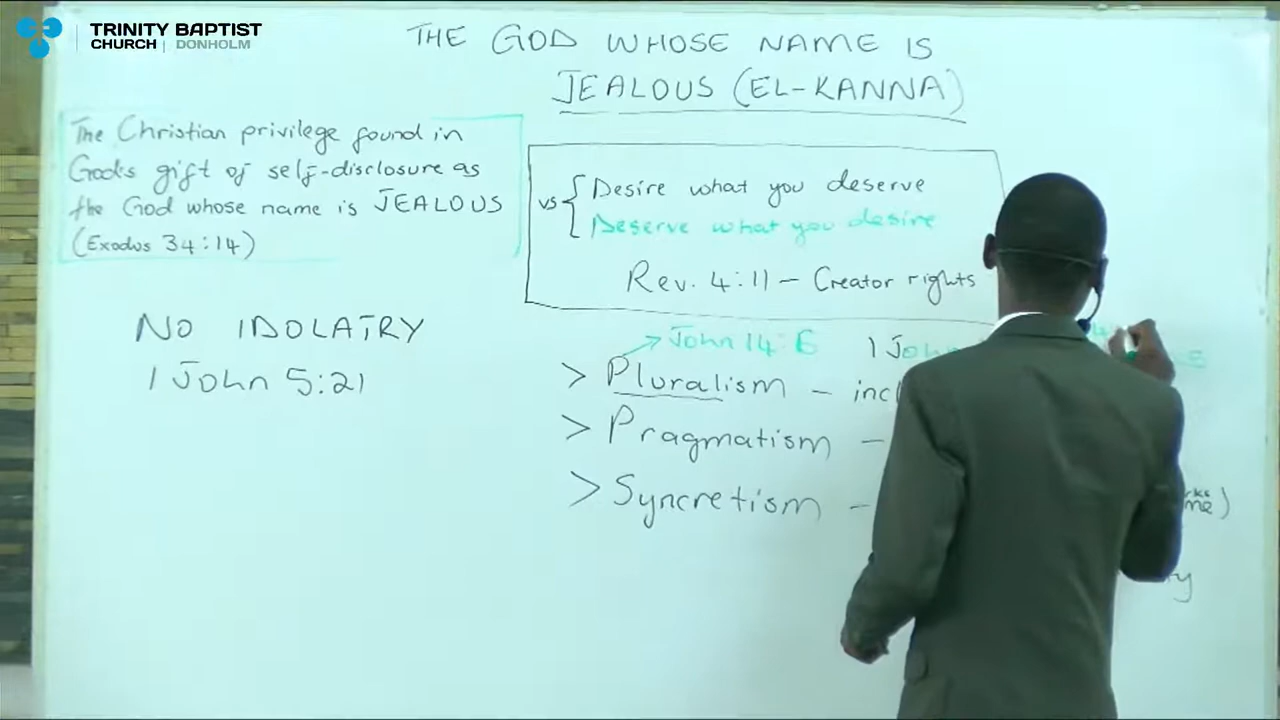 TRINITY BAPTIST
CHURCH | DONHOLM
THE GOD WHOSE NAME IS
JEALOUS (EL-KANNA)
The Christian privilege found in
God's gift of self-disclosure as
the God whose name is JEALOUS
(Exodus 34:14)
vs
Desire what you deserve
Deserve what you desire
Rev. 4:11 – Creator rights
NO IDOLATRY
1 John 5:21
John 14:6
1 John
> Pluralism – incl
> Pragmatism –
> Syncretism –